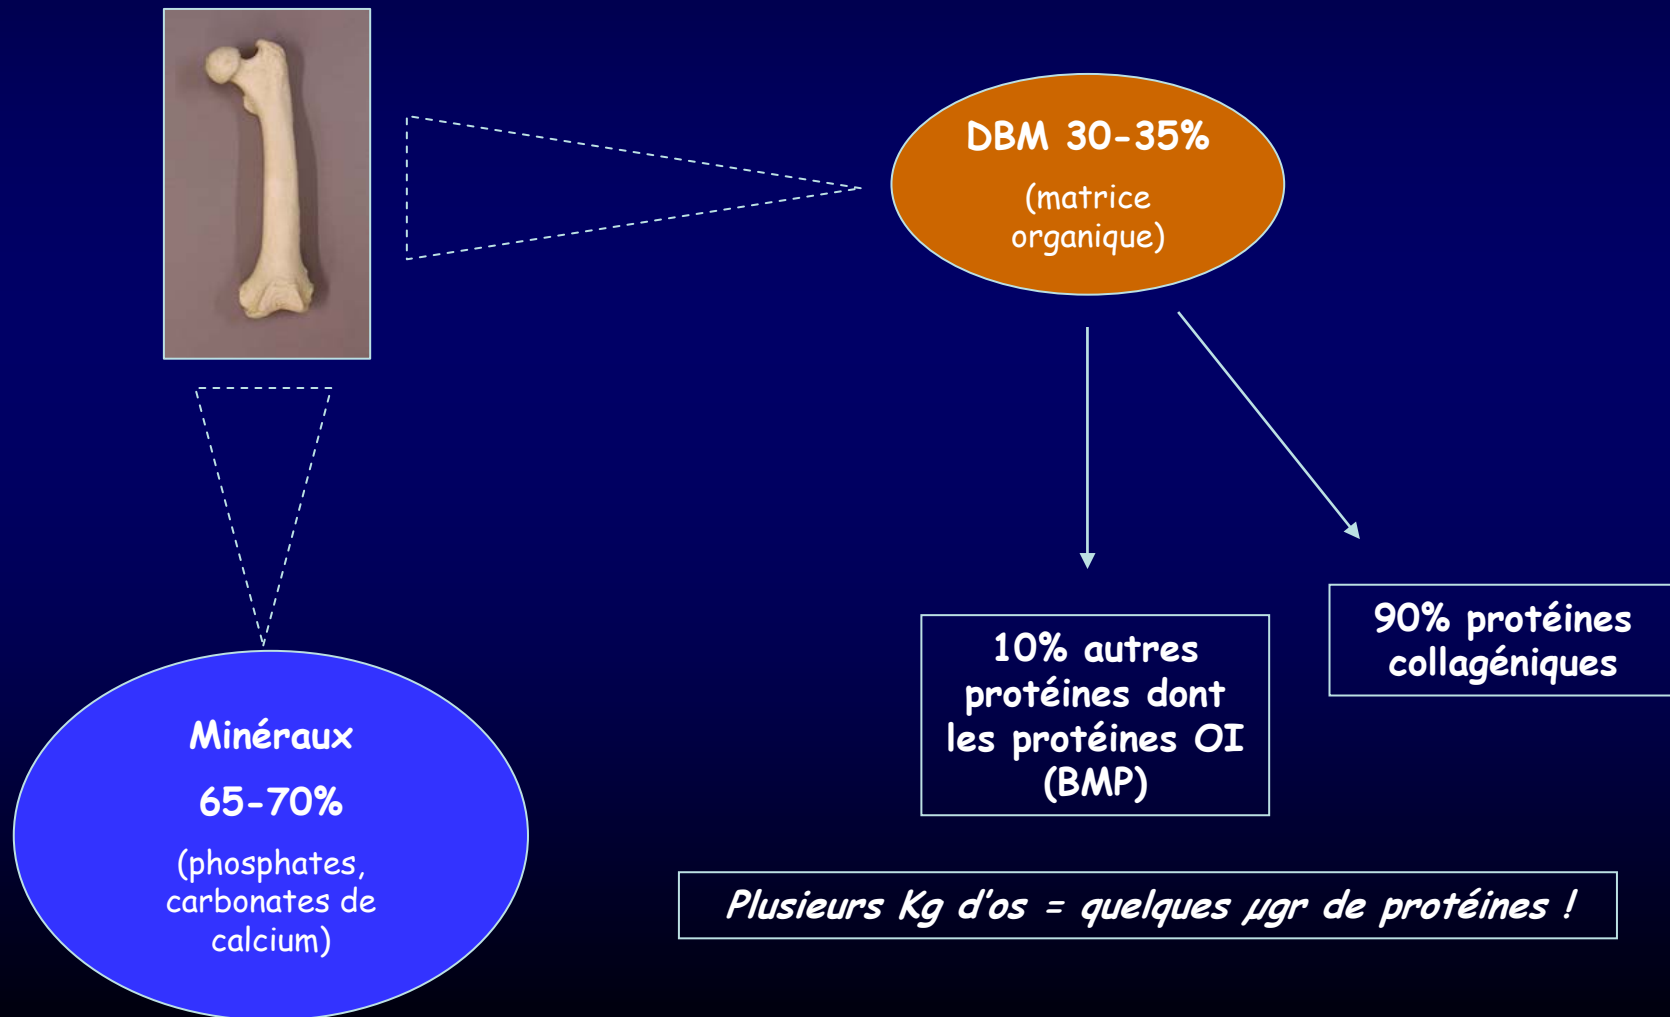 DBM 30-35%
(matrice
organique)
90% protéines
collagéniques
10% autres
protéines dont
les protéines OI
(BMP)
Minéraux
65-70%
(phosphates,
carbonates de
calcium)
Plusieurs Kg d'os = quelques µgr de protéines !